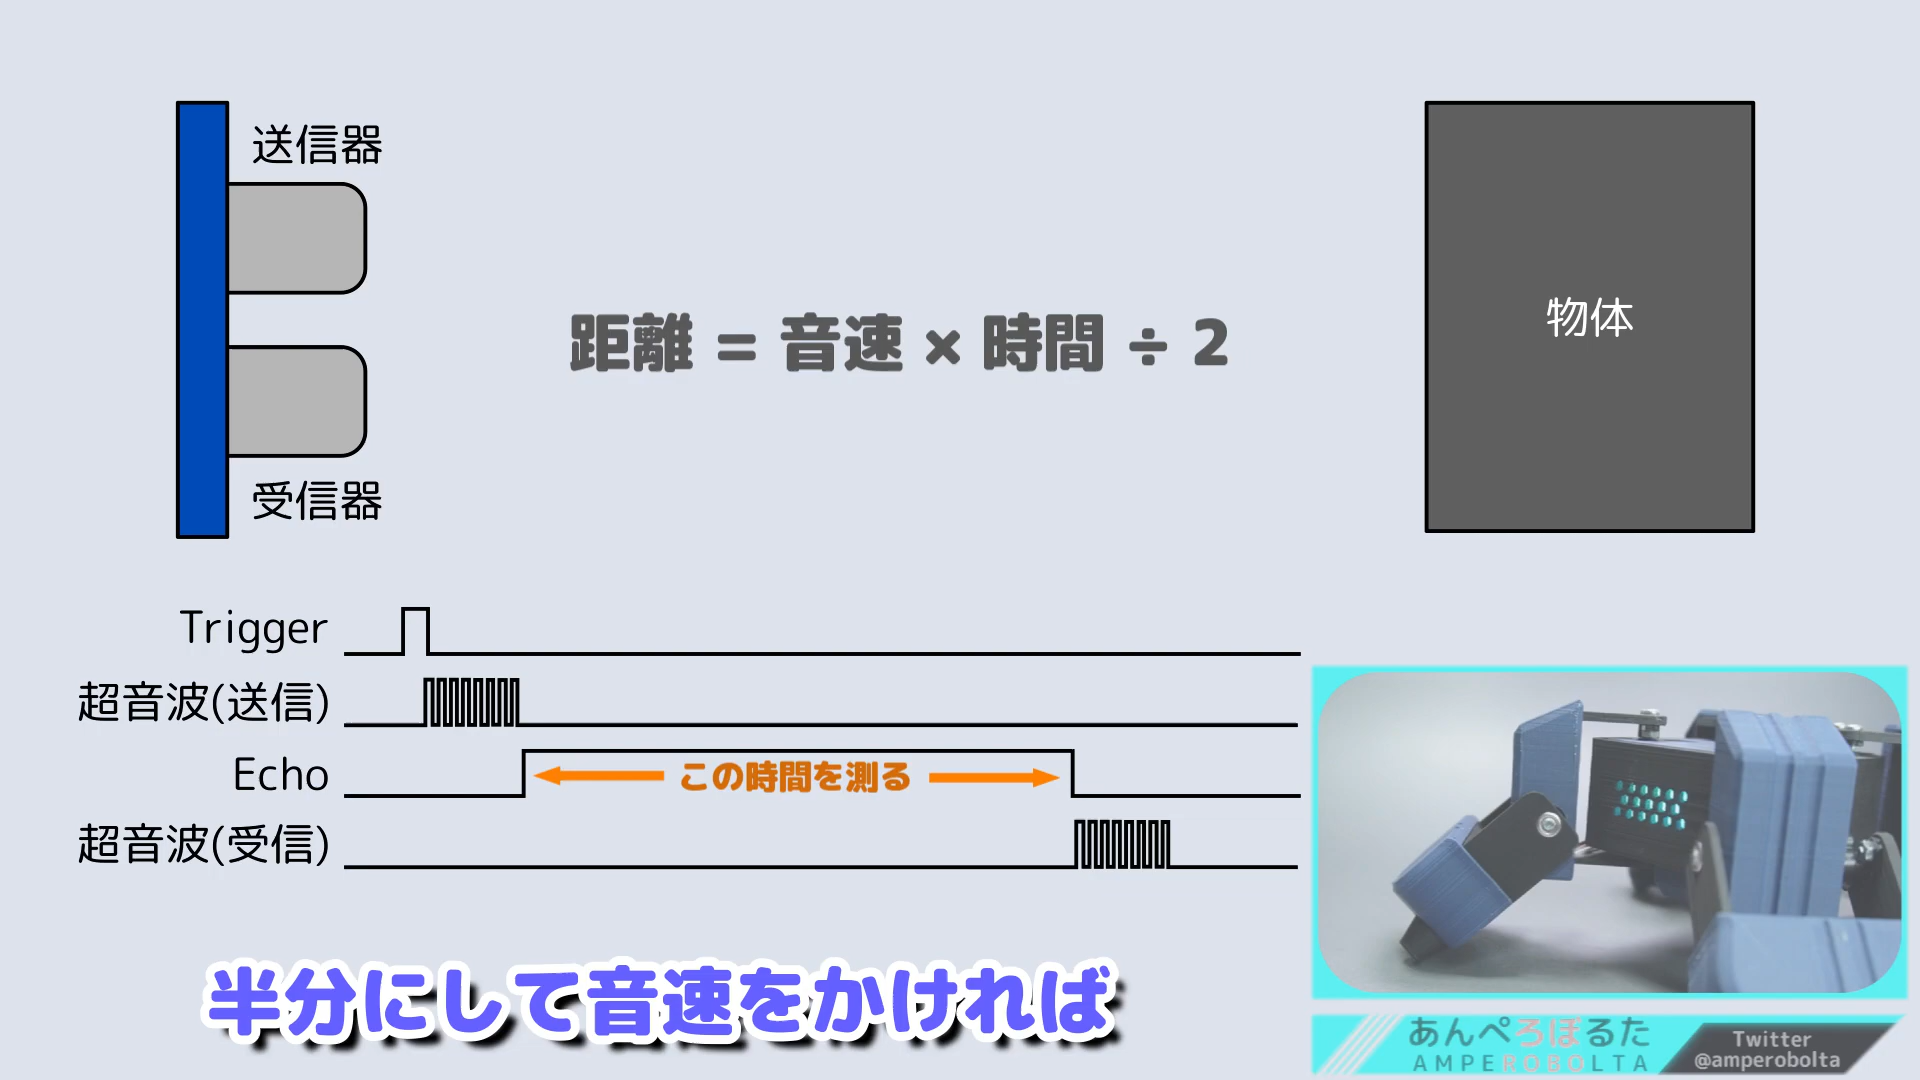 送信器
距離 = 音速 × 時間 ÷ 2
物体
受信器
Trigger
超音波(送信)
Echo
この時間を測る
超音波(受信)
半分にして音速をかければ
あんぺろぼるた
AMPEROBOLTA
Twitter
@amperobolta